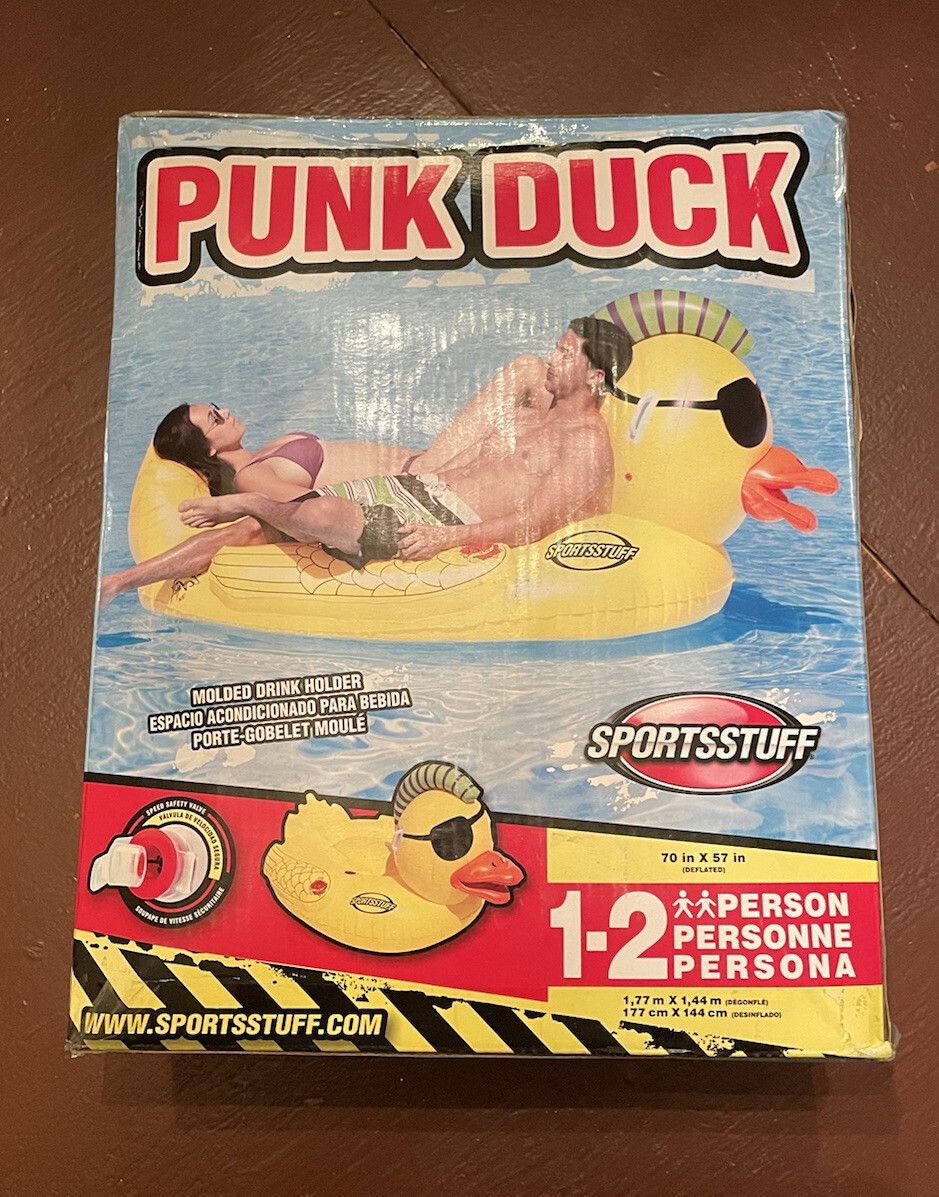 PUNK DUCK
SPORTSSTUFF
MOLDED DRINK HOLDER
ESPACIO ACONDICIONADO PARA BEBIDA
PORTE-GOBELET MOULÉ
SPORTSSTUFF
SPEED SAFETY VALVE
VALVULA DE VELOCIDAD SEGURA
SOUPAPE DE VITESSE SÉCURITAIRE
SPORTSSTUFF
70 in X 57 in
(DEFLATED)
1-2 PERSON
PERSONNE
PERSONA
1,77 m X 1,44 m (DÉGONFLÉ)
177 cm X 144 cm (DESINFLADO)
WWW.SPORTSSTUFF.COM